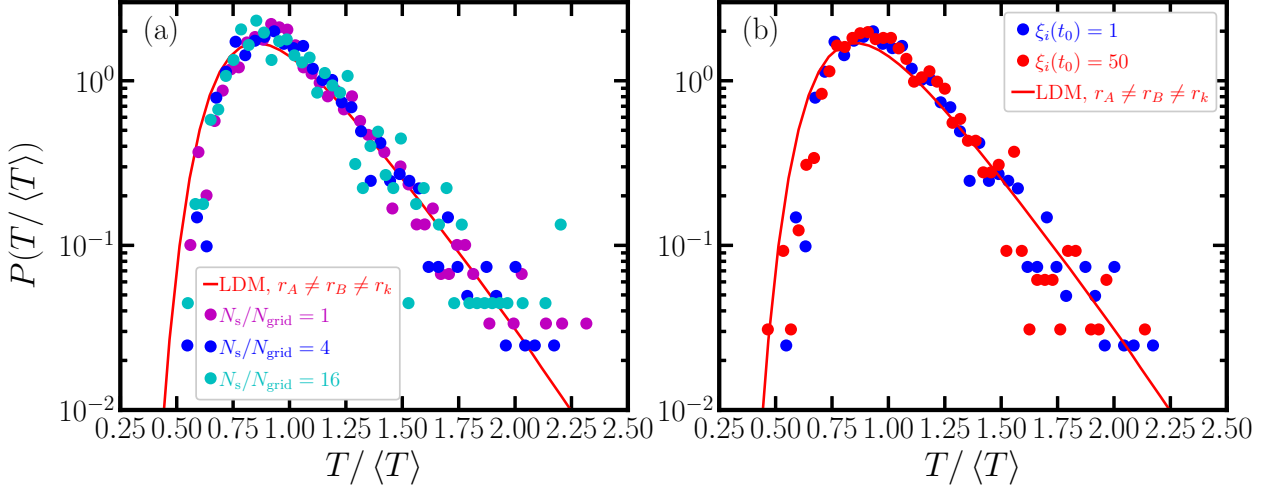 (a)
10^0
10^{-1}
10^{-2}
P(T/⟨T⟩)
LDM, r_A ≠ r_B ≠ r_k
N_s/N_grid = 1
N_s/N_grid = 4
N_s/N_grid = 16
0.25 0.50 0.75 1.00 1.25 1.50 1.75 2.00 2.25 2.50
T/⟨T⟩
(b)
ξ_i(t_0) = 1
ξ_i(t_0) = 50
LDM, r_A ≠ r_B ≠ r_k
10^0
10^{-1}
10^{-2}
0.25 0.50 0.75 1.00 1.25 1.50 1.75 2.00 2.25 2.50
T/⟨T⟩